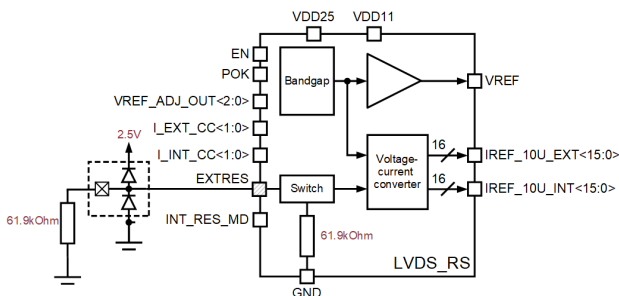 VDD25
VDD11
EN
POK
VREF_ADJ_OUT<2:0>
I_EXT_CC<1:0>
I_INT_CC<1:0>
EXTRES
INT_RES_MD
Bandgap
VREF
Voltage-
current
converter
16
IREF_10U_EXT<15:0>
16
IREF_10U_INT<15:0>
Switch
2.5V
61.9kOhm
61.9kOhm
LVDS_RS
GND